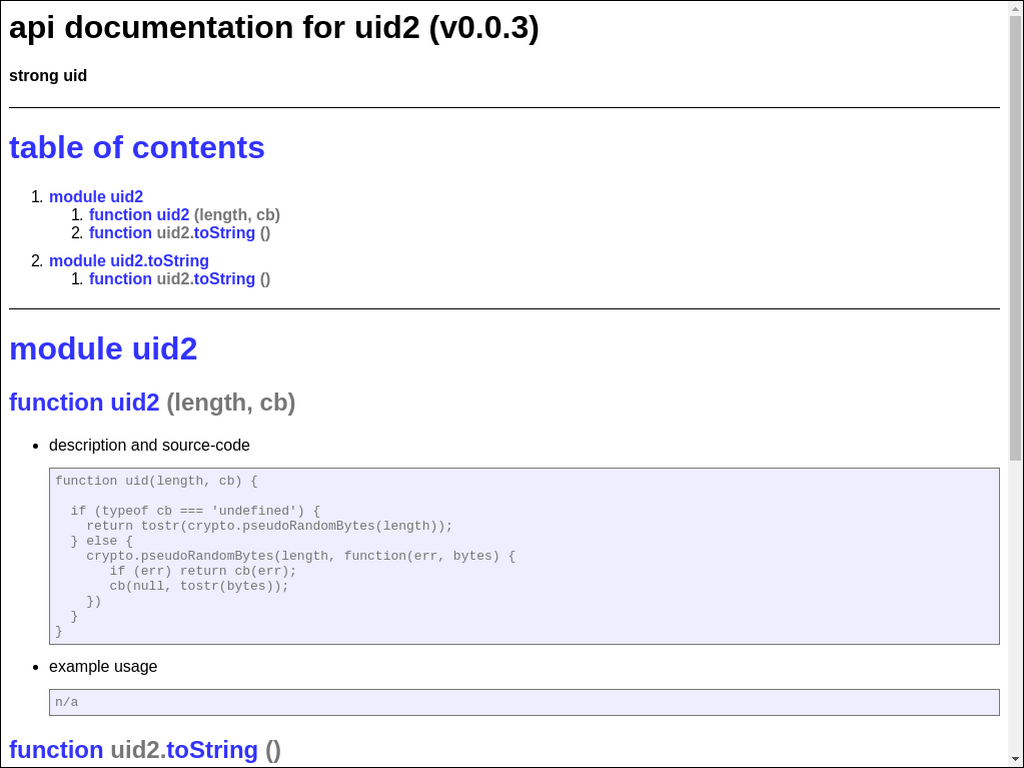 api documentation for uid2 (v0.0.3)
strong uid
table of contents
1. module uid2
1. function uid2 (length, cb)
2. function uid2.toString ()
2. module uid2.toString
1. function uid2.toString ()
module uid2
function uid2 (length, cb)
• description and source-code
function uid(length, cb) {
  if (typeof cb === 'undefined') {
    return tostr(crypto.pseudoRandomBytes(length));
  } else {
    crypto.pseudoRandomBytes(length, function(err, bytes) {
       if (err) return cb(err);
       cb(null, tostr(bytes));
    })
  }
}
• example usage
n/a
function uid2.toString ()